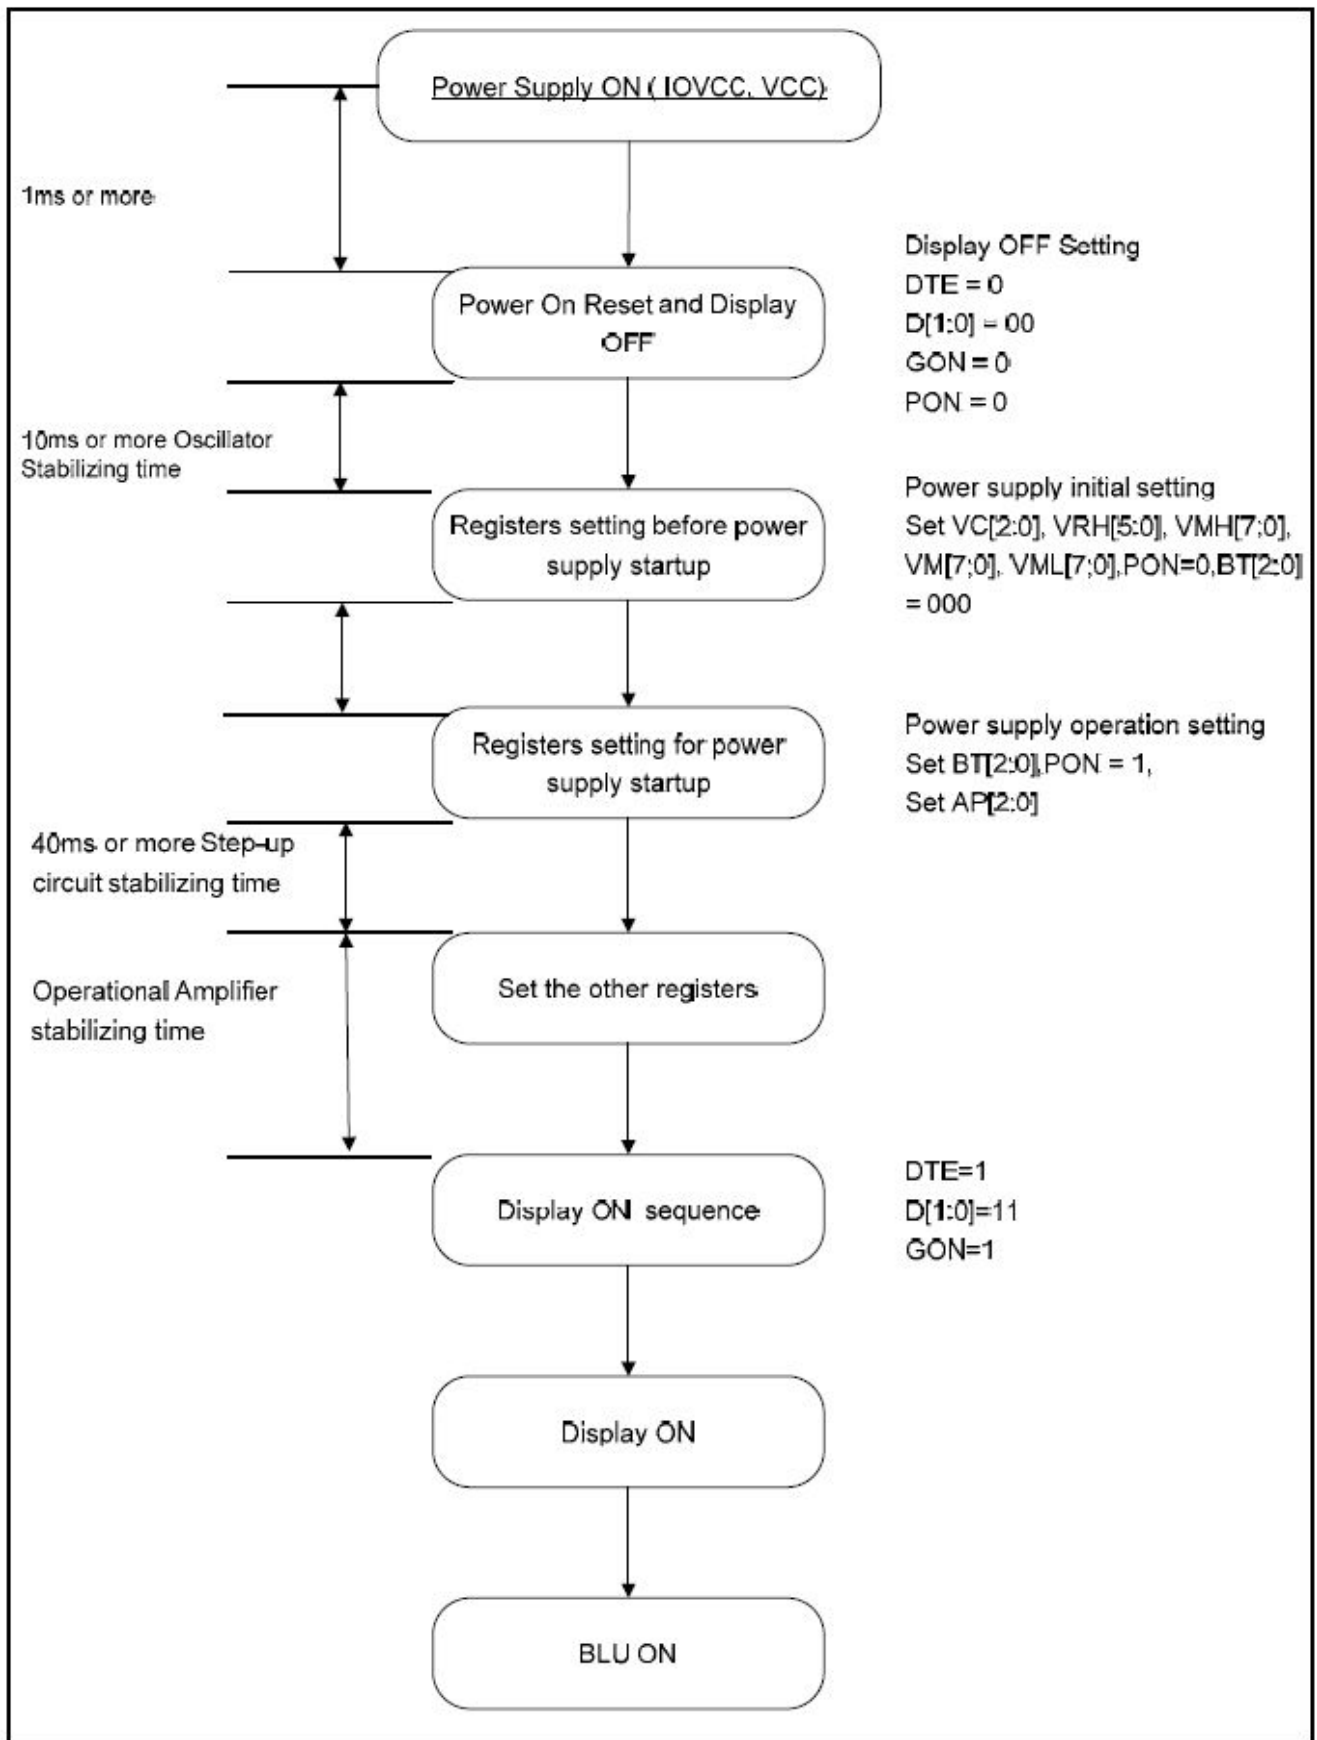 Power Supply ON ( IOVCC, VCC)
1ms or more
Power On Reset and Display
OFF
Display OFF Setting
DTE = 0
D[1:0] = 00
GON = 0
PON = 0
10ms or more Oscillator
Stabilizing time
Registers setting before power
supply startup
Power supply initial setting
Set VC[2:0], VRH[5:0], VMH[7;0],
VM[7;0], VML[7;0],PON=0,BT[2:0]
= 000
Registers setting for power
supply startup
Power supply operation setting
Set BT[2:0],PON = 1,
Set AP[2:0]
40ms or more Step-up
circuit stabilizing time
Set the other registers
Operational Amplifier
stabilizing time
Display ON sequence
DTE=1
D[1:0]=11
GON=1
Display ON
BLU ON